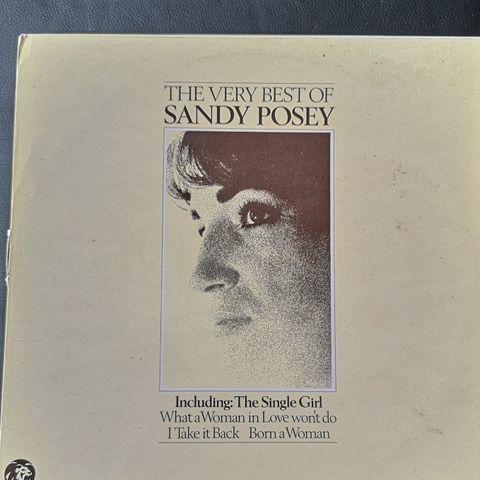 THE VERY BEST OF
SANDY POSEY
Including: The Single Girl
What a Woman in Love won't do
I Take it Back Born a Woman